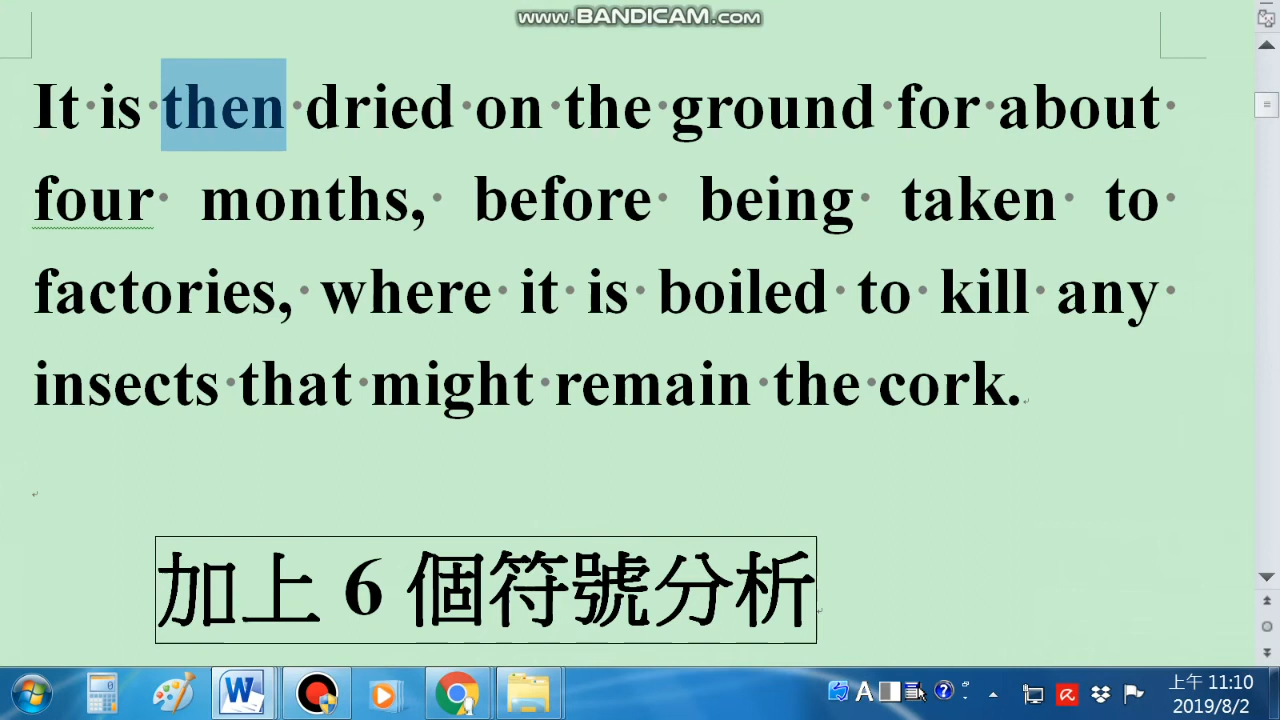 www.BANDICAM.com
It is then dried on the ground for about
four months, before being taken to
factories, where it is boiled to kill any
insects that might remain the cork.
加上 6 個符號分析
上午 11:10
2019/8/2